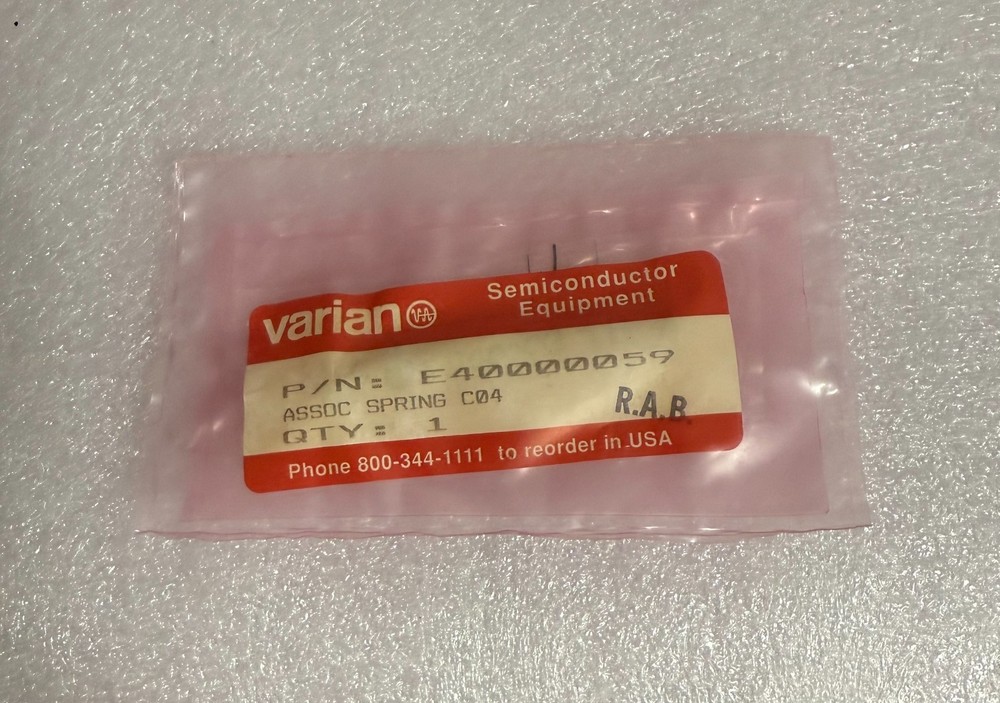 varian
Semiconductor
Equipment
P/N: E40000059
ASSOC SPRING C04
QTY: 1
R.A.B.
Phone 800-344-1111 to reorder in USA